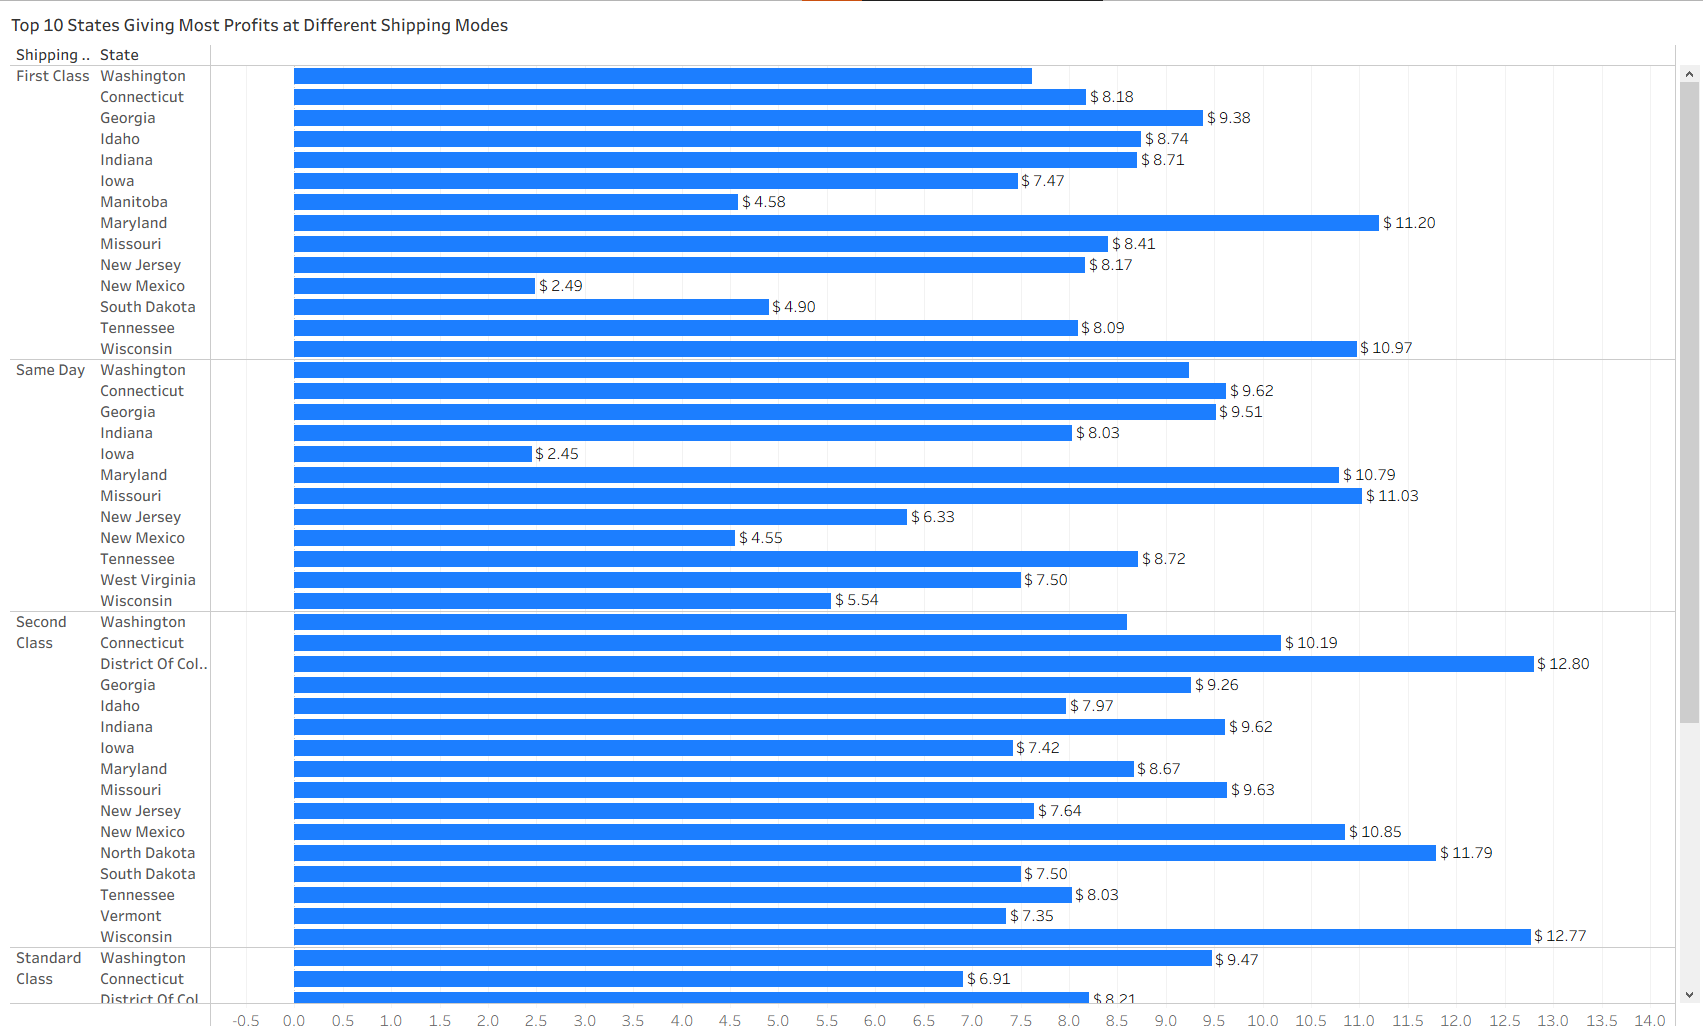 Top 10 States Giving Most Profits at Different Shipping Modes
Shipping .. State
First Class Washington
Connecticut $ 8.18
Georgia $ 9.38
Idaho $ 8.74
Indiana $ 8.71
Iowa $ 7.47
Manitoba $ 4.58
Maryland $ 11.20
Missouri $ 8.41
New Jersey $ 8.17
New Mexico $ 2.49
South Dakota $ 4.90
Tennessee $ 8.09
Wisconsin $ 10.97
Same Day Washington
Connecticut $ 9.62
Georgia $ 9.51
Indiana $ 8.03
Iowa $ 2.45
Maryland $ 10.79
Missouri $ 11.03
New Jersey $ 6.33
New Mexico $ 4.55
Tennessee $ 8.72
West Virginia $ 7.50
Wisconsin $ 5.54
Second Washington
Class Connecticut $ 10.19
District Of Col.. $ 12.80
Georgia $ 9.26
Idaho $ 7.97
Indiana $ 9.62
Iowa $ 7.42
Maryland $ 8.67
Missouri $ 9.63
New Jersey $ 7.64
New Mexico $ 10.85
North Dakota $ 11.79
South Dakota $ 7.50
Tennessee $ 8.03
Vermont $ 7.35
Wisconsin $ 12.77
Standard Washington $ 9.47
Class Connecticut $ 6.91
District Of Col $ 8.21
-0.5 0.0 0.5 1.0 1.5 2.0 2.5 3.0 3.5 4.0 4.5 5.0 5.5 6.0 6.5 7.0 7.5 8.0 8.5 9.0 9.5 10.0 10.5 11.0 11.5 12.0 12.5 13.0 13.5 14.0